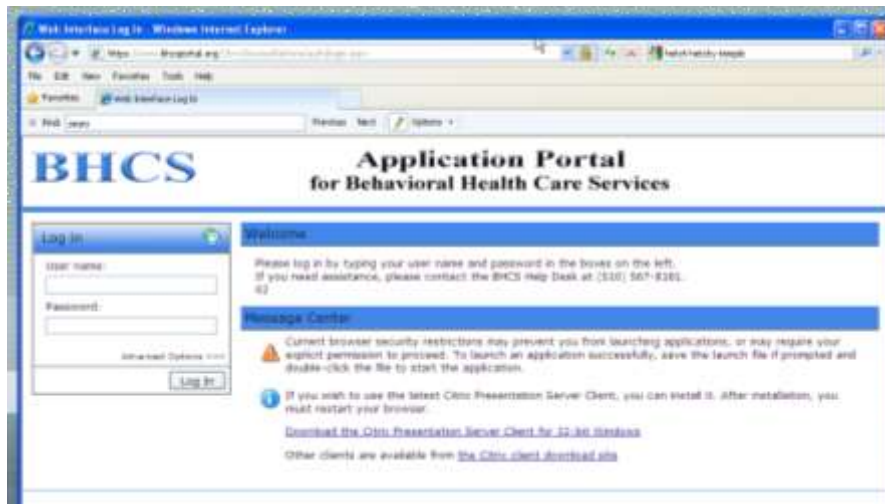 Web Interface Log In - Windows Internet Explorer
https
File Edit View Favorites Tools Help
Favorites Web Interface Log In
Find: Previous Next Options
BHCS
Application Portal
for Behavioral Health Care Services
Log In
User name:
Password:
Advanced Options >>>
Log In
Welcome
Please log in by typing your user name and password in the boxes on the left.
If you need assistance, please contact the BHCS Help Desk at (510) 567-8181.
Message Center
Current browser security restrictions may prevent you from launching applications, or may require your
explicit permission to proceed. To launch an application successfully, save the launch file if prompted and
double-click the file to start the application.
If you wish to use the latest Citrix Presentation Server Client, you can install it. After installation, you
must restart your browser.
Download the Citrix Presentation Server Client for 32-bit Windows
Other clients are available from the Citrix client download site